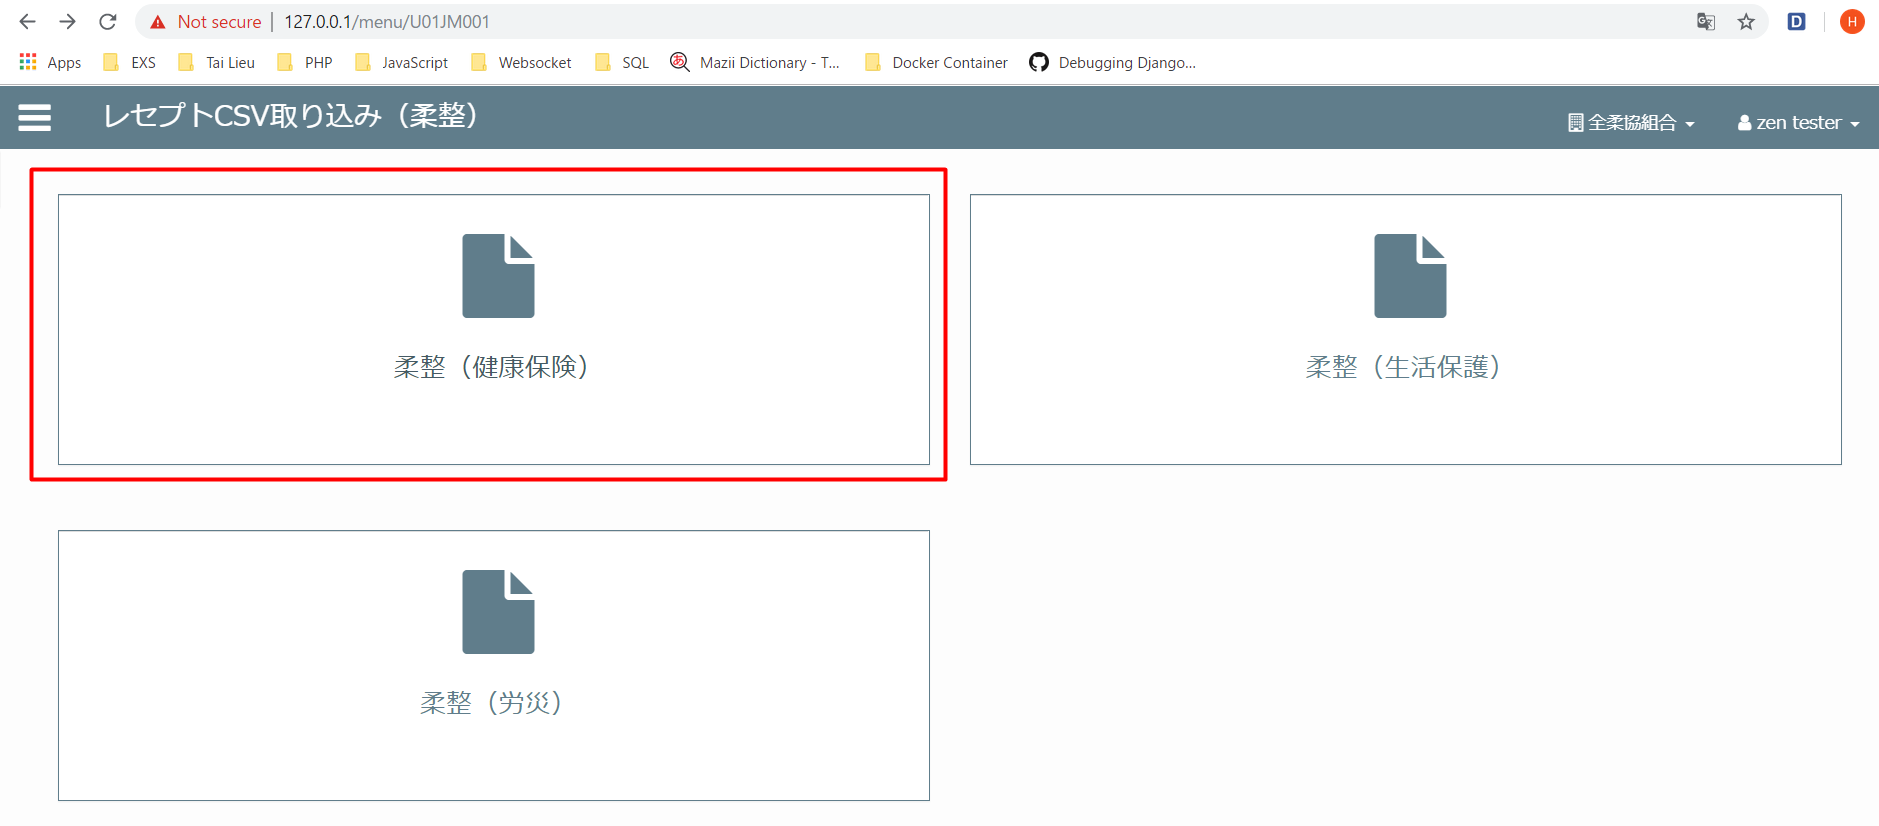 Not secure | 127.0.0.1/menu/U01JM001
D
H
Apps EXS Tai Lieu PHP JavaScript Websocket SQL あ Mazii Dictionary - T... Docker Container Debugging Django...
レセプトCSV取り込み（柔整）
全柔協組合 zen tester
柔整（健康保険） 柔整（生活保護）
柔整（労災）